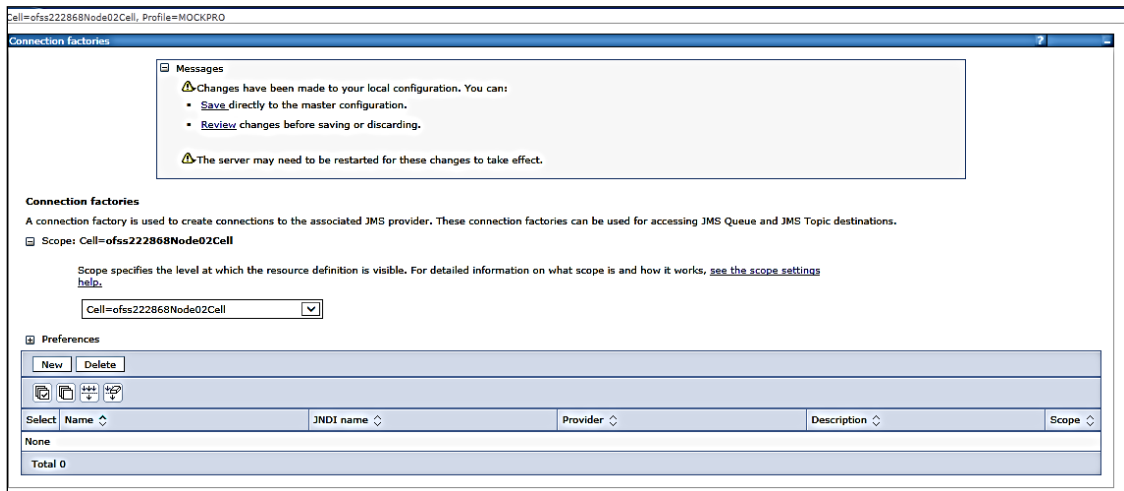 Cell=ofss222868Node02Cell, Profile=MOCKPRO
Connection factories ? -
Messages
Changes have been made to your local configuration. You can:
Save directly to the master configuration.
Review changes before saving or discarding.
The server may need to be restarted for these changes to take effect.
Connection factories
A connection factory is used to create connections to the associated JMS provider. These connection factories can be used for accessing JMS Queue and JMS Topic destinations.
Scope: Cell=ofss222868Node02Cell
Scope specifies the level at which the resource definition is visible. For detailed information on what scope is and how it works, see the scope settings
help.
Cell=ofss222868Node02Cell
Preferences
New Delete
Select Name JNDI name Provider Description Scope
None
Total 0